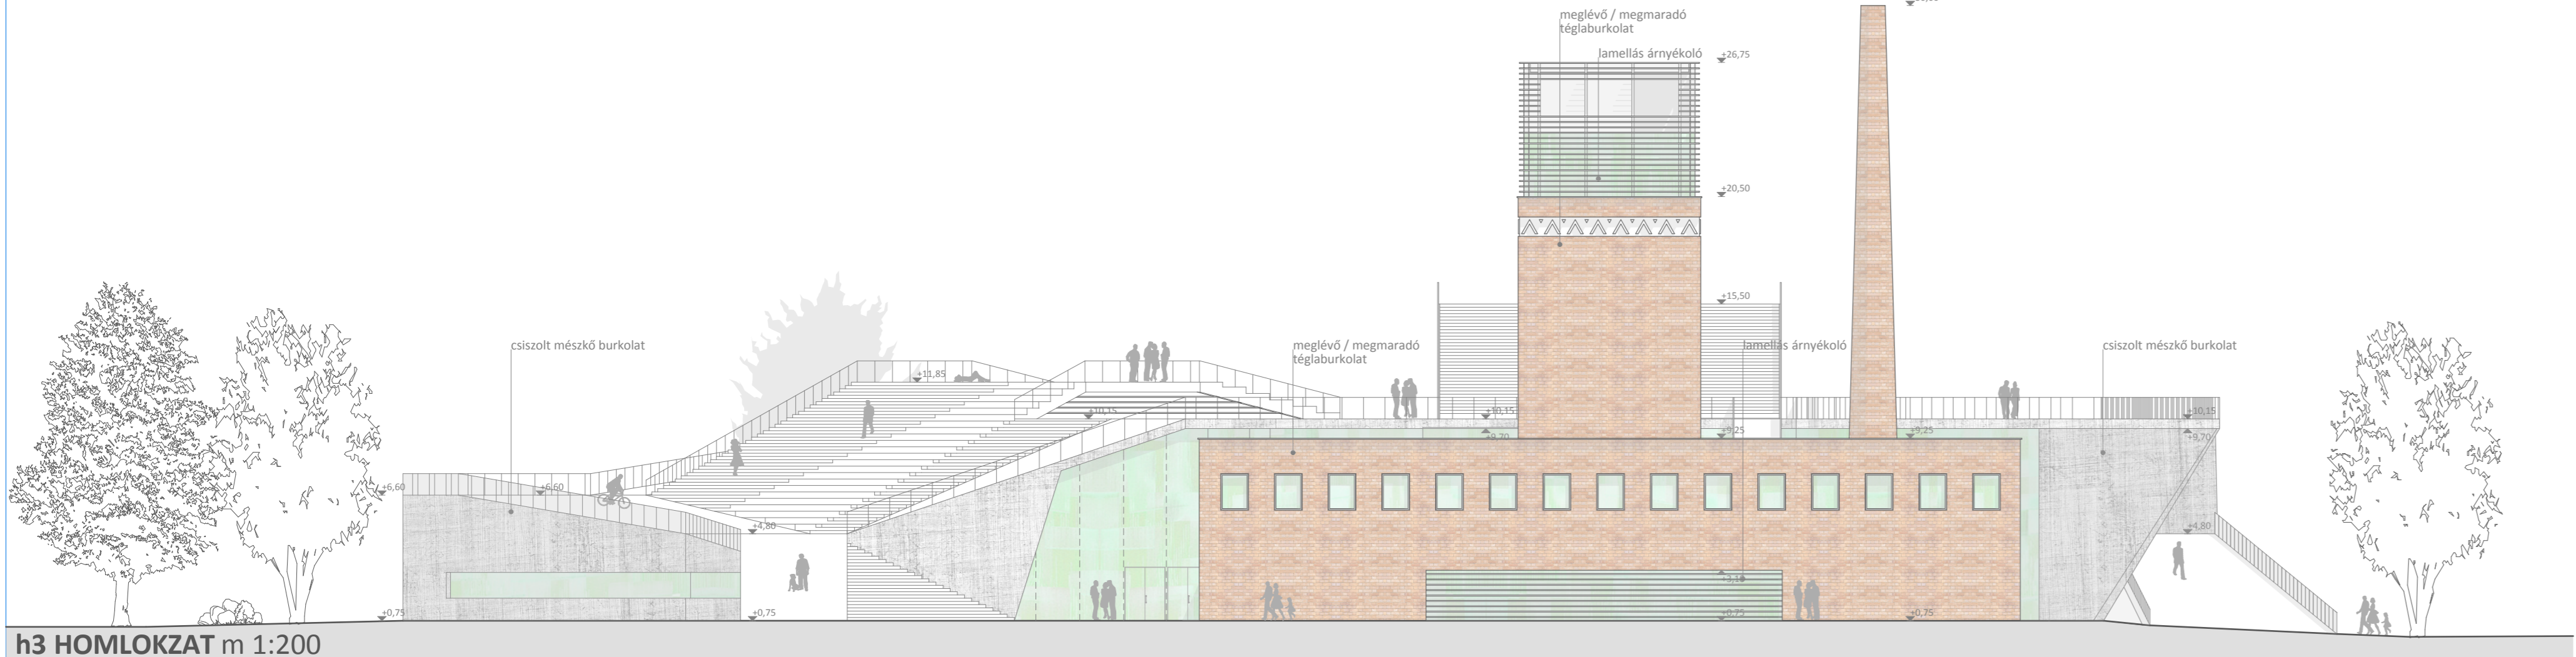 meglévő / megmaradó
téglaburkolat
lamellás árnyékoló
+26,75
+20,50
+15,50
csiszolt mészkő burkolat
meglévő / megmaradó
téglaburkolat
lamellás árnyékoló
csiszolt mészkő burkolat
+11,85
+10,15
+10,15
+10,15
+9,70
+9,25
+9,25
+9,70
+6,60
+6,60
+4,80
+4,80
+3,10
+0,75
+0,75
+0,75
+0,75
h3 HOMLOKZAT m 1:200